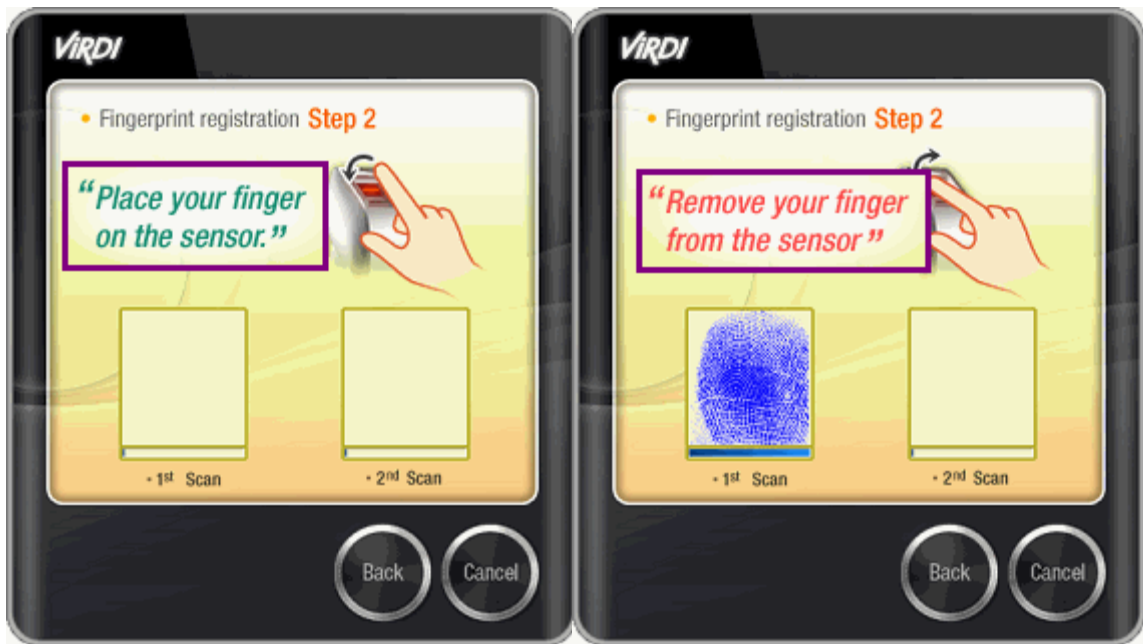 ViRDI
• Fingerprint registration Step 2
“Place your finger
on the sensor.”
• 1st Scan
• 2nd Scan
Back
Cancel
ViRDI
• Fingerprint registration Step 2
“Remove your finger
from the sensor”
• 1st Scan
• 2nd Scan
Back
Cancel